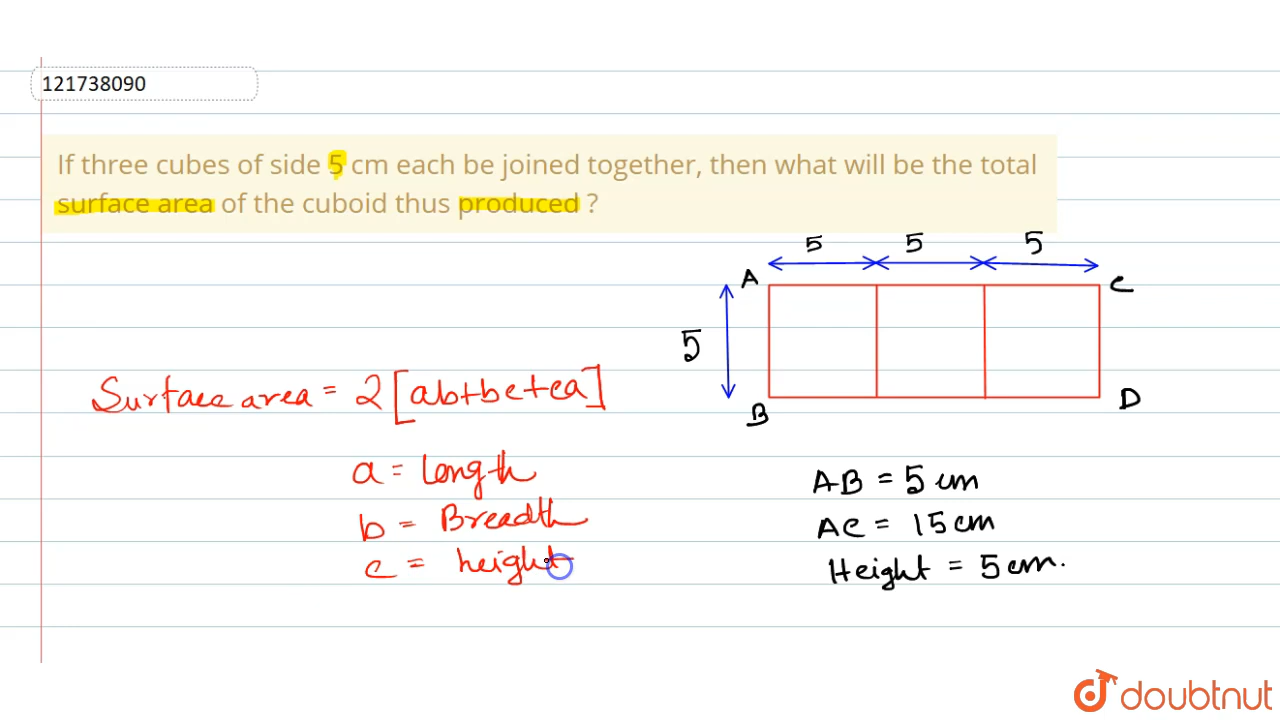 121738090
If three cubes of side 5 cm each be joined together, then what will be the total
surface area of the cuboid thus produced ?
5 5 5
A C
5
B D
Surface area = 2 [ab+bc+ca]
a = length
b = Breadth
c = height
AB = 5 cm
AC = 15 cm
Height = 5 cm.
doubtnut